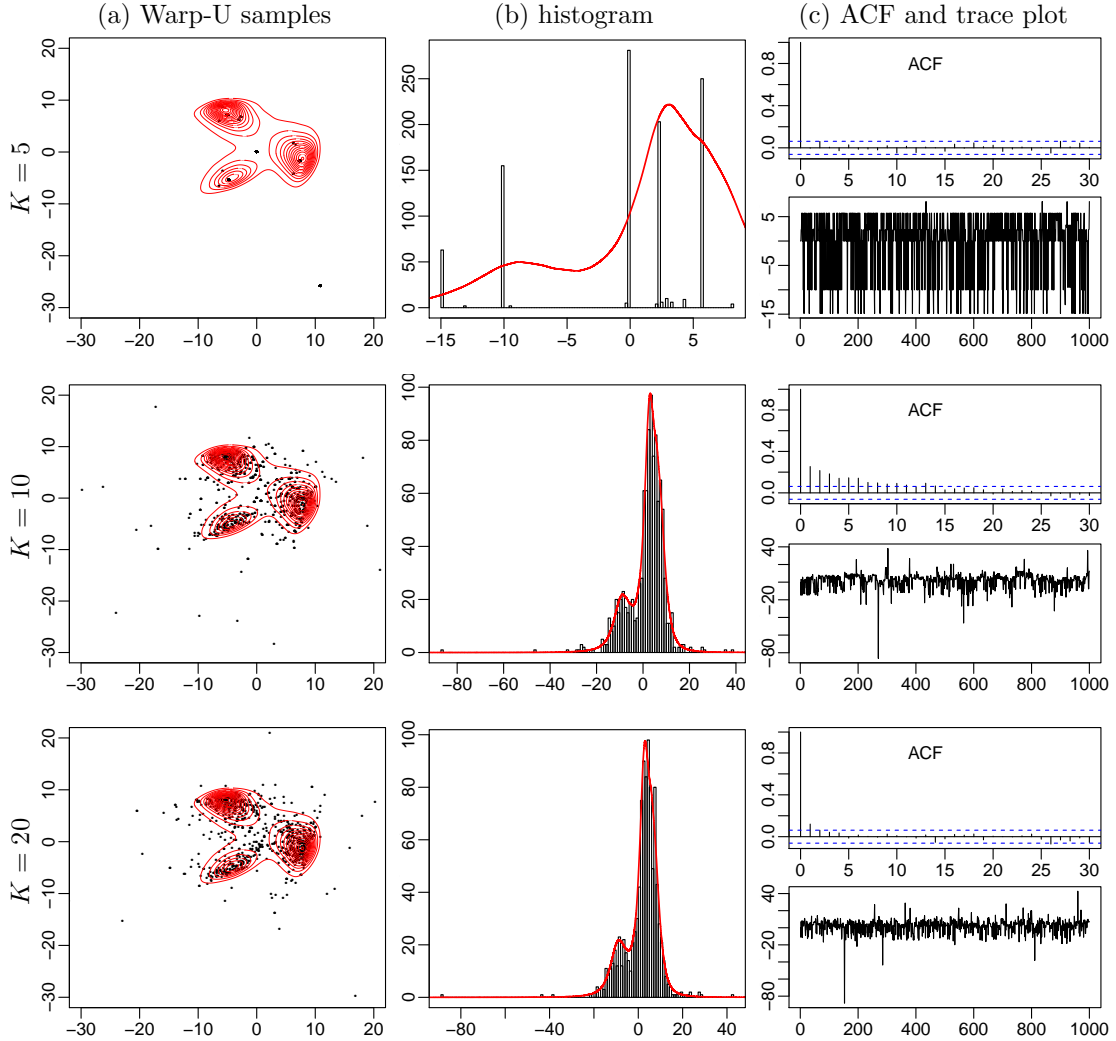 (a) Warp-U samples (b) histogram (c) ACF and trace plot
K = 5
20
10
0
−10
−20
−30
−30 −20 −10 0 10 20
250
200
150
100
50
0
−15 −10 −5 0 5
ACF
0.8
0.4
0.0
0 5 10 15 20 25 30
5
−5
−15
0 200 400 600 800 1000
K = 10
20
10
0
−10
−20
−30
−30 −20 −10 0 10 20
100
80
60
40
20
0
−80 −60 −40 −20 0 20 40
ACF
0.8
0.4
0.0
0 5 10 15 20 25 30
40
−20
−80
0 200 400 600 800 1000
K = 20
20
10
0
−10
−20
−30
−30 −20 −10 0 10 20
100
80
60
40
20
0
−80 −60 −40 −20 0 20 40
ACF
0.8
0.4
0.0
0 5 10 15 20 25 30
40
−20
−80
0 200 400 600 800 1000